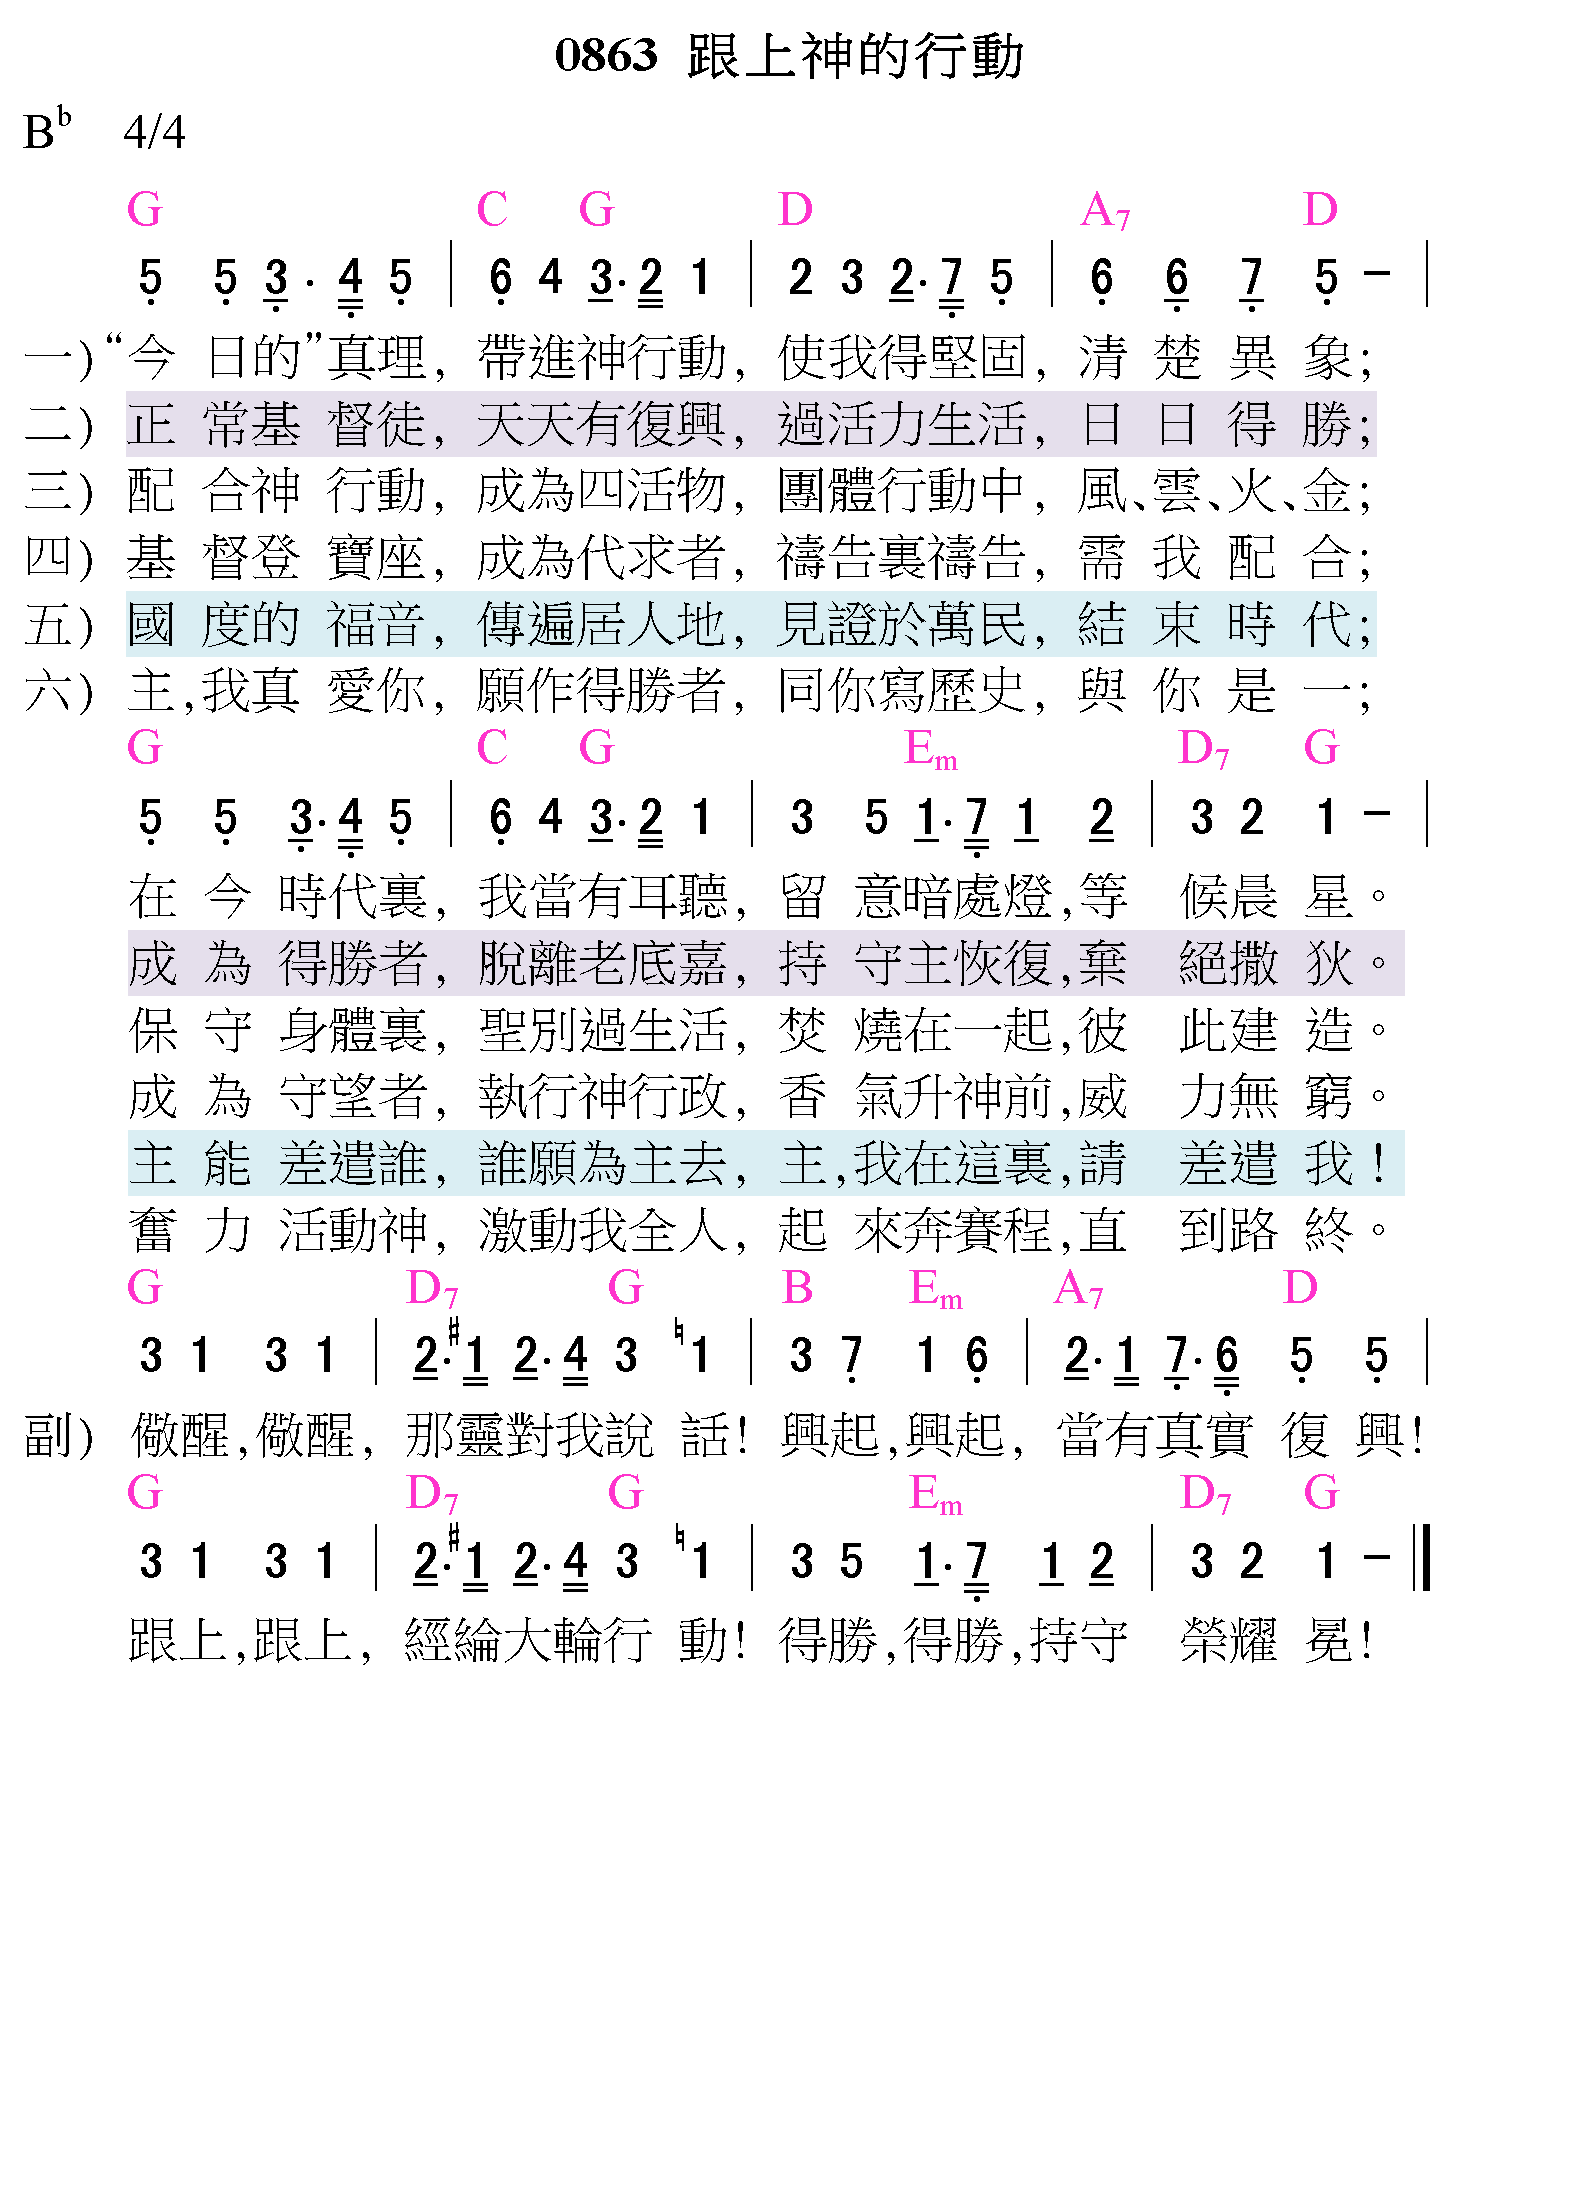 0863 跟上神的行動
B♭ 4/4
G C G D A7 D
5 5 3 . 4 5 | 6 4 3. 2 1 | 2 3 2. 7 5 | 6 6 7 5 – |
一)“今 日的”真理, 帶進神行動, 使我得堅固, 清 楚 異 象;
二) 正 常基 督徒, 天天有復興, 過活力生活, 日 日 得 勝;
三) 配 合神 行動, 成為四活物, 團體行動中, 風、雲、火、金;
四) 基 督登 寶座, 成為代求者, 禱告裏禱告, 需 我 配 合;
五) 國 度的 福音, 傳遍居人地, 見證於萬民, 結 束 時 代;
六) 主,我真 愛你, 願作得勝者, 同你寫歷史, 與 你 是 一;
G C G Em D7 G
5 5 3. 4 5 | 6 4 3. 2 1 | 3 5 1. 7 1 2 | 3 2 1 – |
在 今 時代裏, 我當有耳聽, 留 意暗處燈,等 候晨 星。
成 為 得勝者, 脫離老底嘉, 持 守主恢復,棄 絕撒 狄。
保 守 身體裏, 聖別過生活, 焚 燒在一起,彼 此建 造。
成 為 守望者, 執行神行政, 香 氣升神前,威 力無 窮。
主 能 差遣誰, 誰願為主去, 主,我在這裏,請 差遣 我!
奮 力 活動神, 激動我全人, 起 來奔賽程,直 到路 終。
G D7 G B Em A7 D
3 1 3 1 | 2. ♯1 2. 4 3 ♮1 | 3 7 1 6 | 2. 1 7. 6 5 5 |
副) 儆醒,儆醒, 那靈對我說 話! 興起,興起, 當有真實 復 興!
G D7 G Em D7 G
3 1 3 1 | 2. ♯1 2. 4 3 ♮1 | 3 5 1. 7 1 2 | 3 2 1 – ‖
跟上,跟上, 經綸大輪行 動! 得勝,得勝,持守 榮耀 冕!